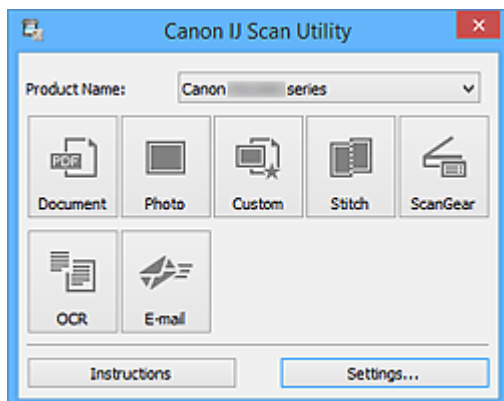 Canon IJ Scan Utility
Product Name: Canon series
PDF
Document Photo Custom Stitch ScanGear
OCR E-mail
Instructions Settings...